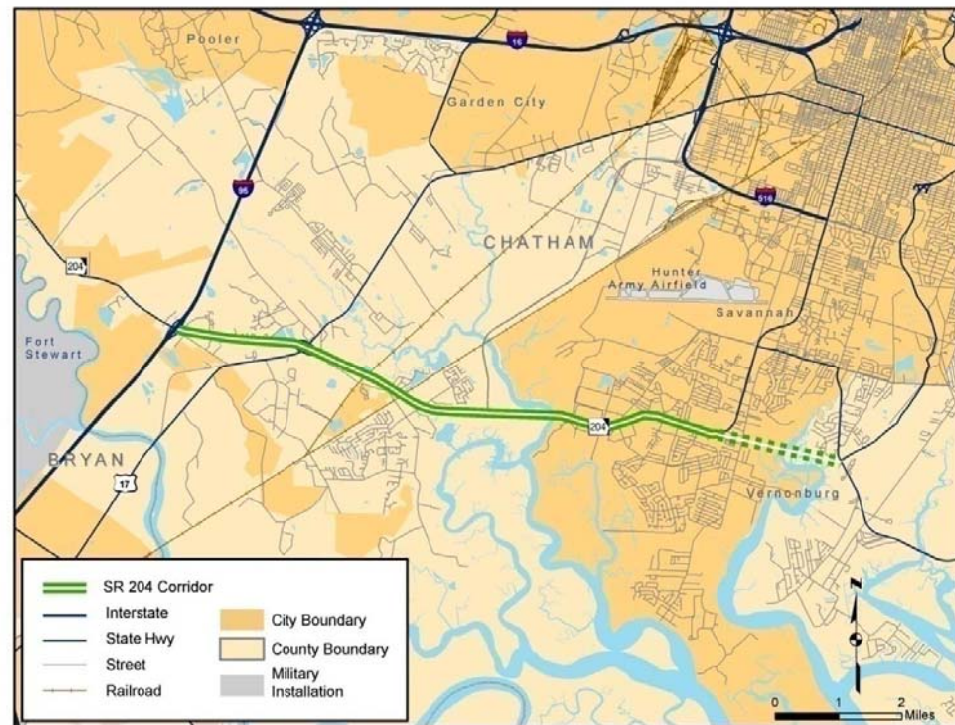 Pooler
16
Garden City
95
516
CHATHAM
204
Hunter
Army Airfield
Savannah
Fort
Stewart
204
BRYAN
17
Vernonburg
SR 204 Corridor
Interstate
State Hwy
Street
Railroad
City Boundary
County Boundary
Military
Installation
N
0 1 2
Miles